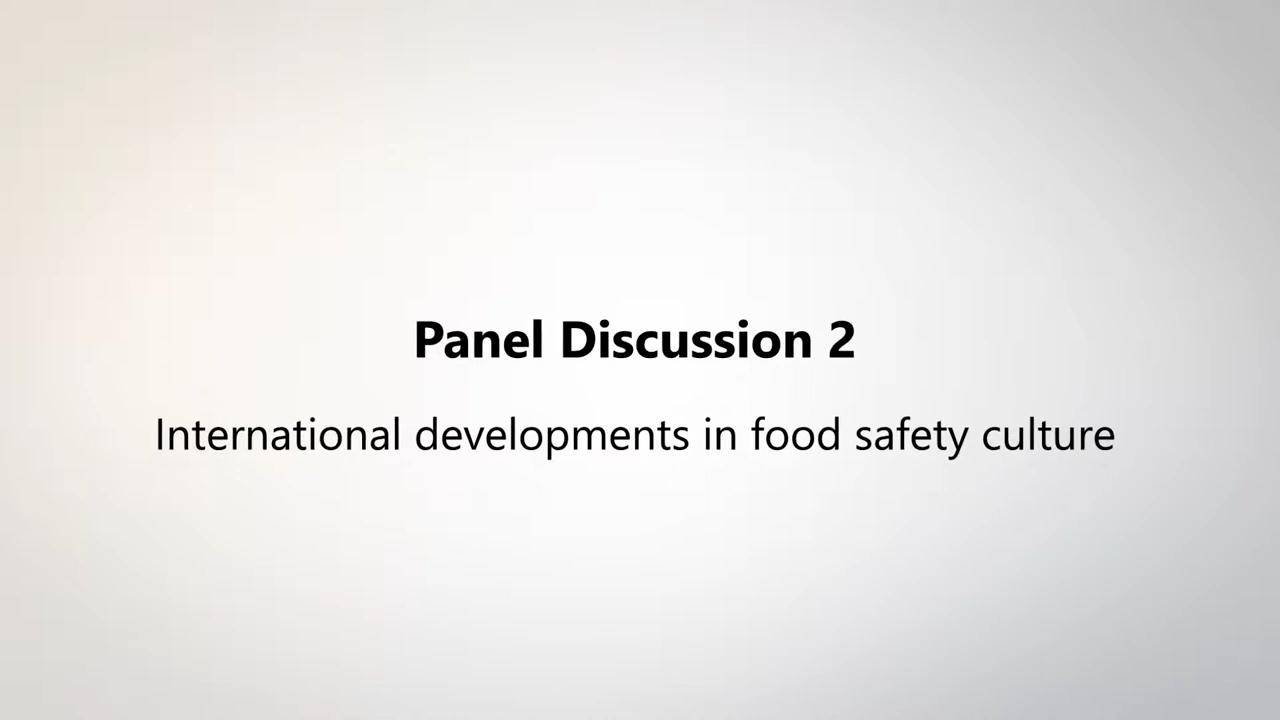 Panel Discussion 2
International developments in food safety culture